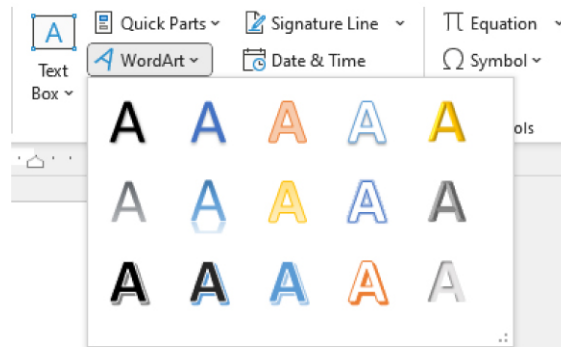 Text Box
Quick Parts
WordArt
Signature Line
Date & Time
Equation
Symbol
ols
A
A A A A A
A A A A A
A A A A A